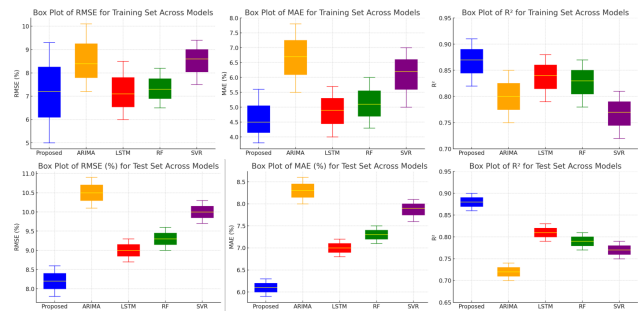 Box Plot of RMSE for Training Set Across Models
RMSE (%)
10
9
8
7
6
5
Proposed ARIMA LSTM RF SVR
Box Plot of MAE for Training Set Across Models
MAE (%)
8.0
7.5
7.0
6.5
6.0
5.5
5.0
4.5
4.0
Proposed ARIMA LSTM RF SVR
Box Plot of R² for Training Set Across Models
R²
0.95
0.90
0.85
0.80
0.75
0.70
Proposed ARIMA LSTM RF SVR
Box Plot of RMSE (%) for Test Set Across Models
RMSE (%)
11.0
10.5
10.0
9.5
9.0
8.5
8.0
Proposed ARIMA LSTM RF SVR
Box Plot of MAE (%) for Test Set Across Models
MAE (%)
8.5
8.0
7.5
7.0
6.5
6.0
Proposed ARIMA LSTM RF SVR
Box Plot of R² for Test Set Across Models
R²
0.95
0.90
0.85
0.80
0.75
0.70
0.65
Proposed ARIMA LSTM RF SVR